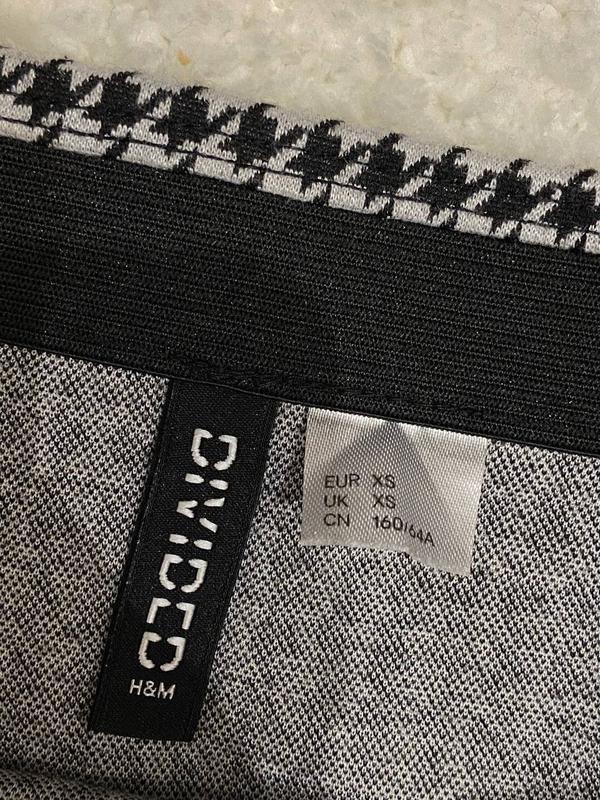 DIVIDED
H&M
EUR XS
UK XS
CN 160/64A